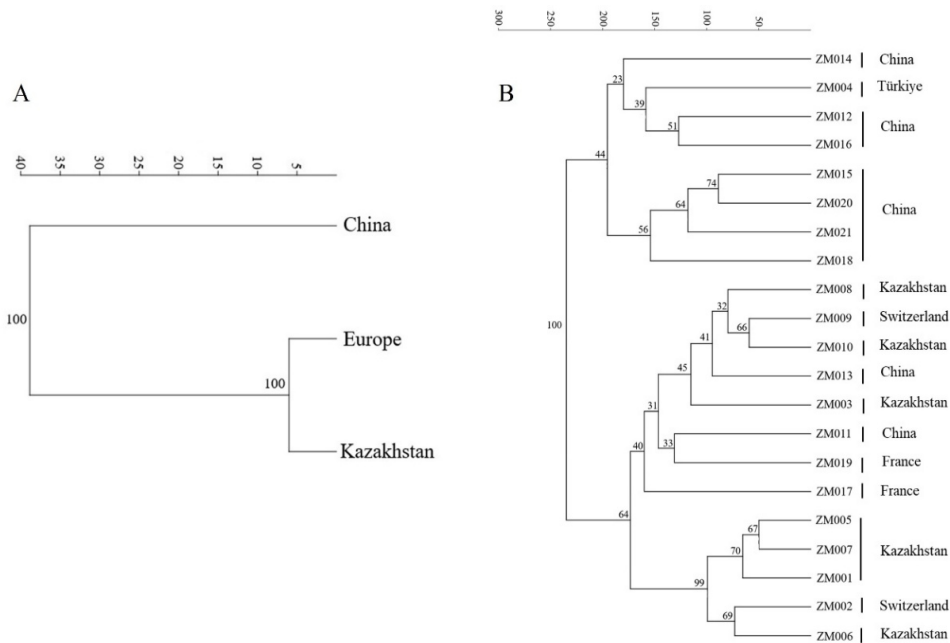 A
40 35 30 25 20 15 10 5
China
100
Europe
100
Kazakhstan
B
300 250 200 150 100 50
ZM014 China
23
ZM004 Türkiye
39
ZM012
51 China
ZM016
44
ZM015
74
ZM020
64 China
ZM021
56
ZM018
ZM008 Kazakhstan
32
ZM009 Switzerland
66
100
41
ZM010 Kazakhstan
ZM013 China
45
ZM003 Kazakhstan
31
ZM011 China
33
40
ZM019 France
ZM017 France
64
ZM005
67
ZM007 Kazakhstan
70
ZM001
99
ZM002 Switzerland
69
ZM006 Kazakhstan